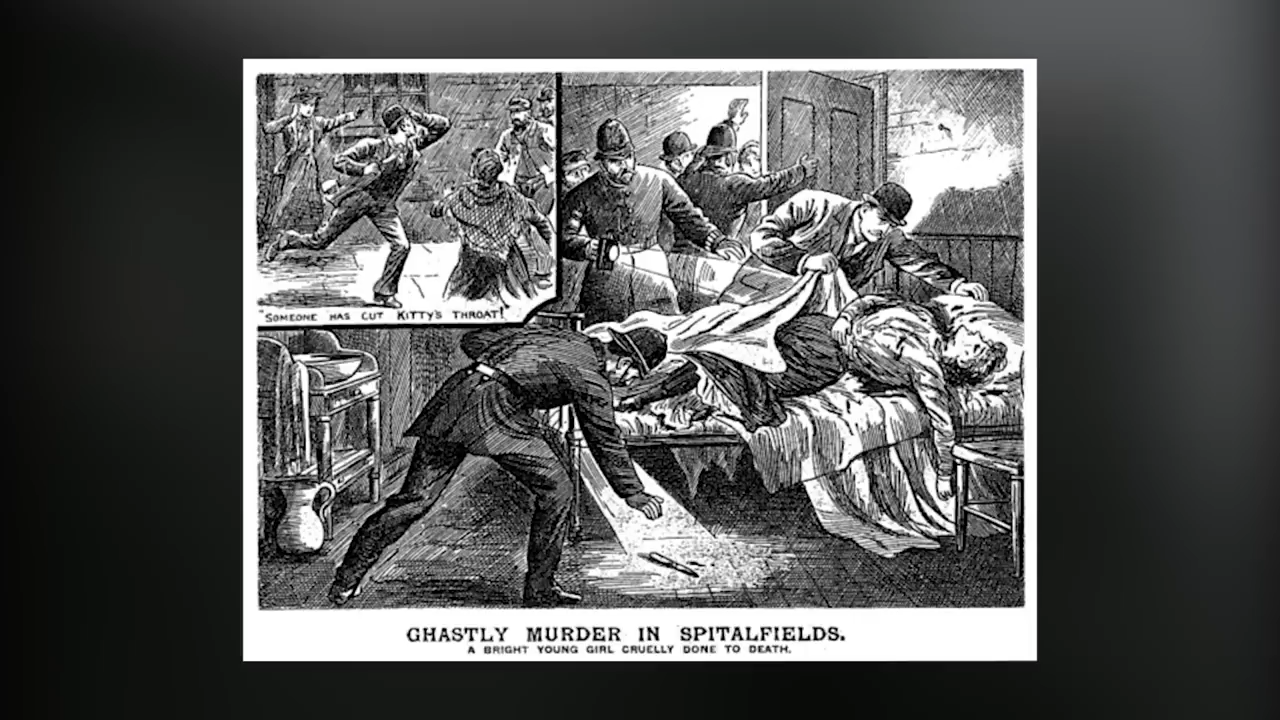 "SOMEONE HAS CUT KITTY'S THROAT!"
GHASTLY MURDER IN SPITALFIELDS.
A BRIGHT YOUNG GIRL CRUELLY DONE TO DEATH.